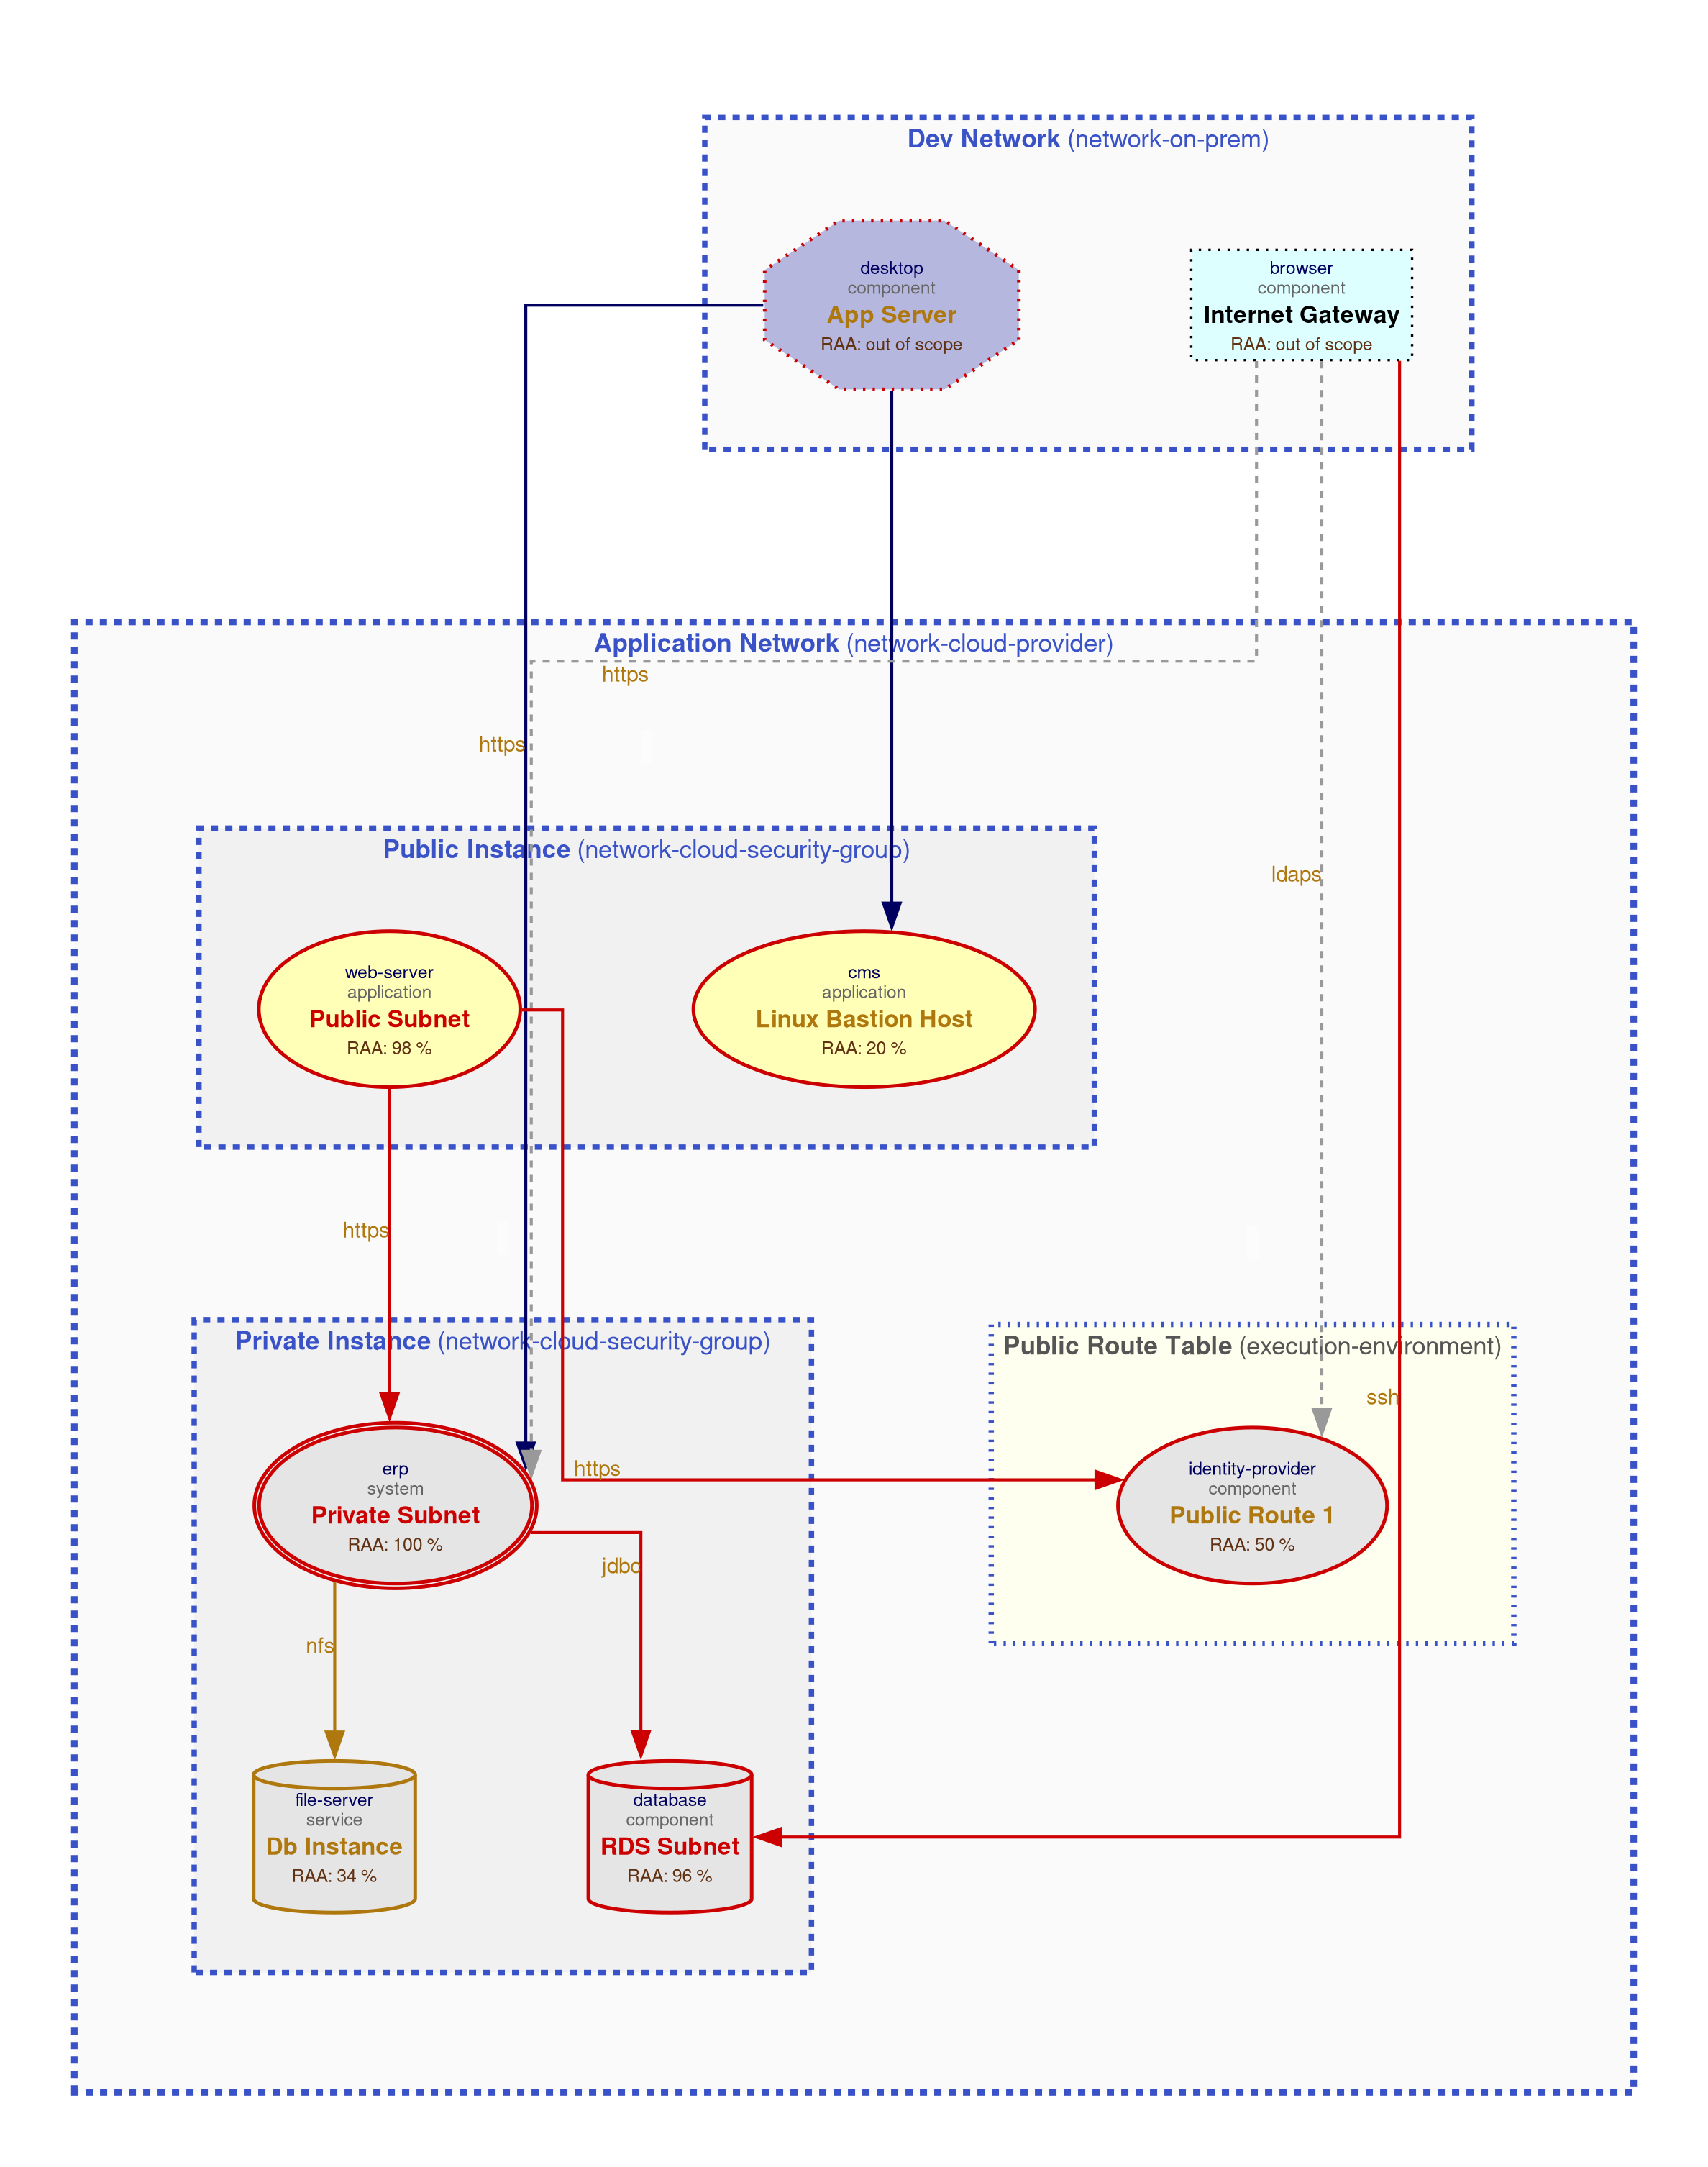 Dev Network (network-on-prem)
desktop
component
App Server
RAA: out of scope
browser
component
Internet Gateway
RAA: out of scope
Application Network (network-cloud-provider)
https
https
Public Instance (network-cloud-security-group)
ldaps
web-server
application
Public Subnet
RAA: 98 %
cms
application
Linux Bastion Host
RAA: 20 %
https
Private Instance (network-cloud-security-group)
Public Route Table (execution-environment)
ssh
https
erp
system
Private Subnet
RAA: 100 %
identity-provider
component
Public Route 1
RAA: 50 %
jdbc
nfs
file-server
service
Db Instance
RAA: 34 %
database
component
RDS Subnet
RAA: 96 %